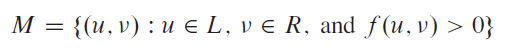 M = {(u, v) : u ∈ L, v ∈ R, and f(u, v) > 0}